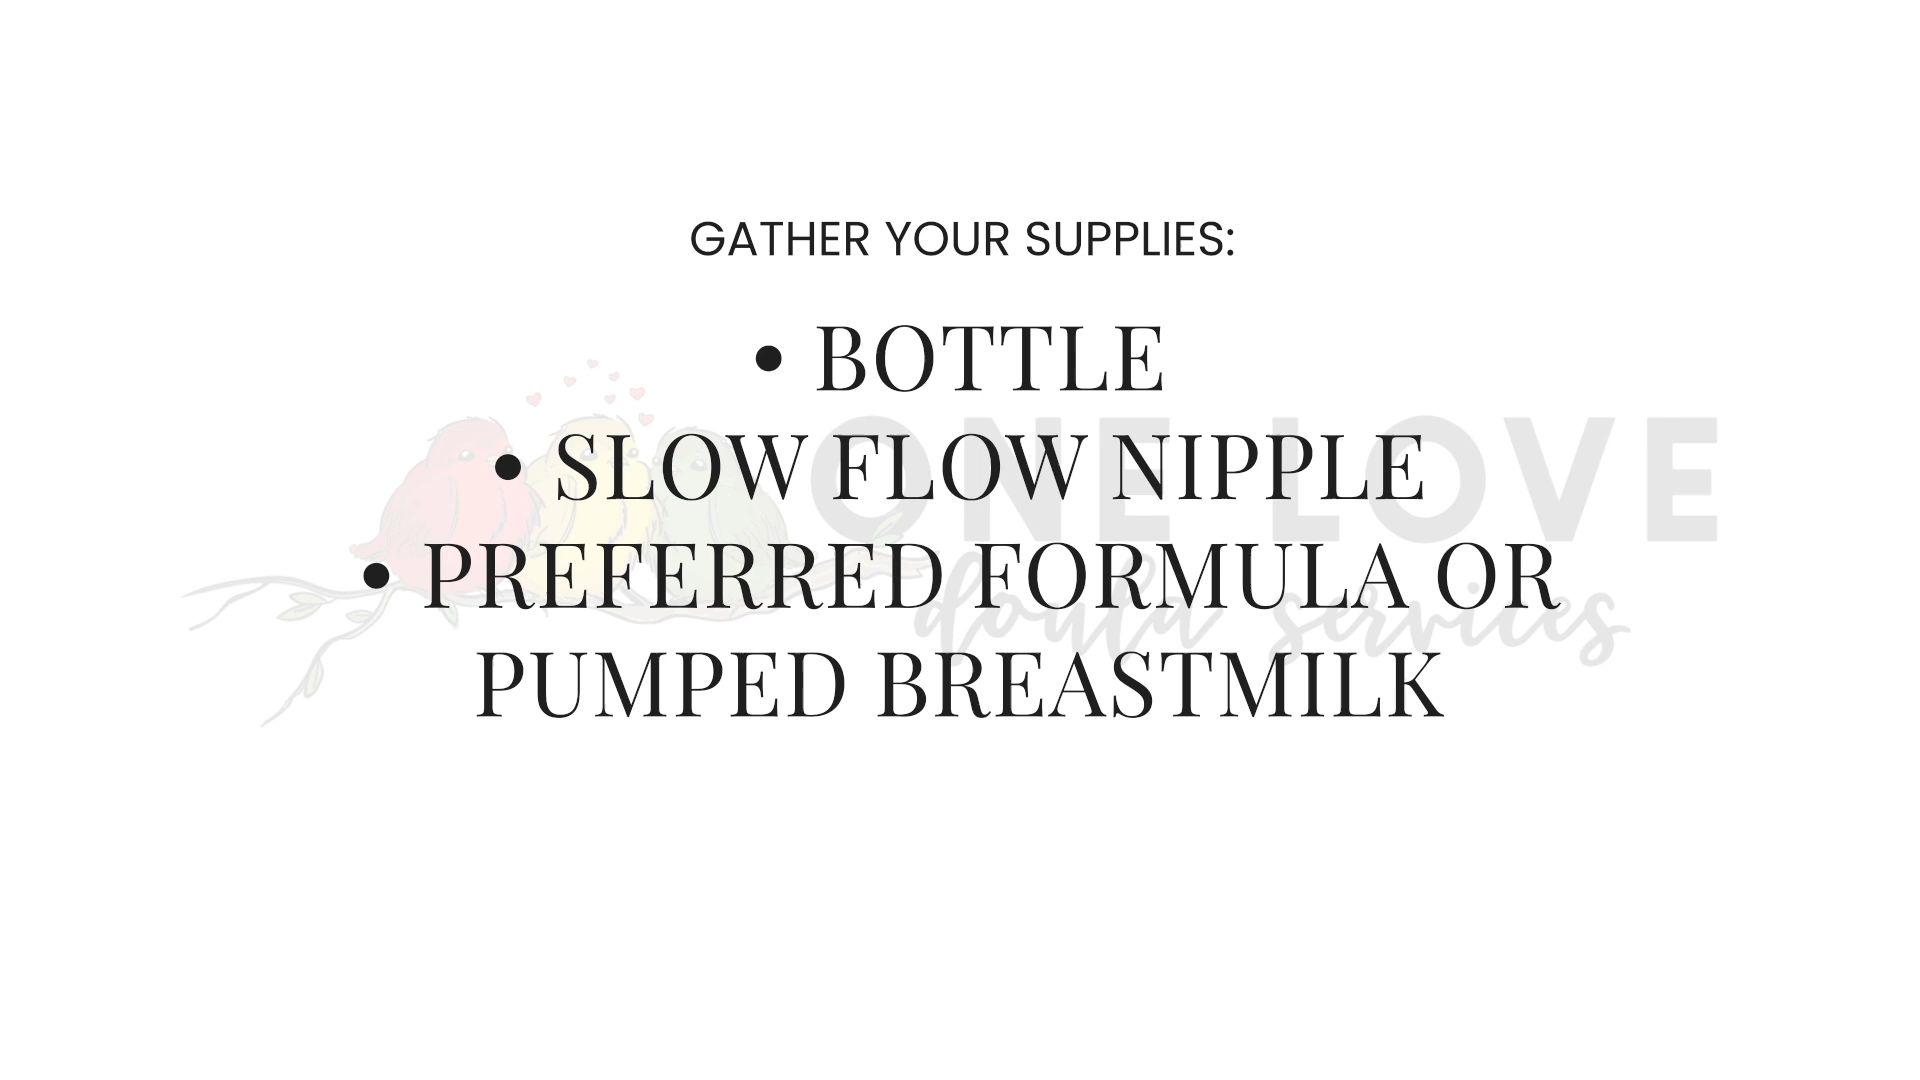 GATHER YOUR SUPPLIES:
• BOTTLE
• SLOW FLOW NIPPLE
• PREFERRED FORMULA OR
PUMPED BREASTMILK
ONE LOVE
doula services